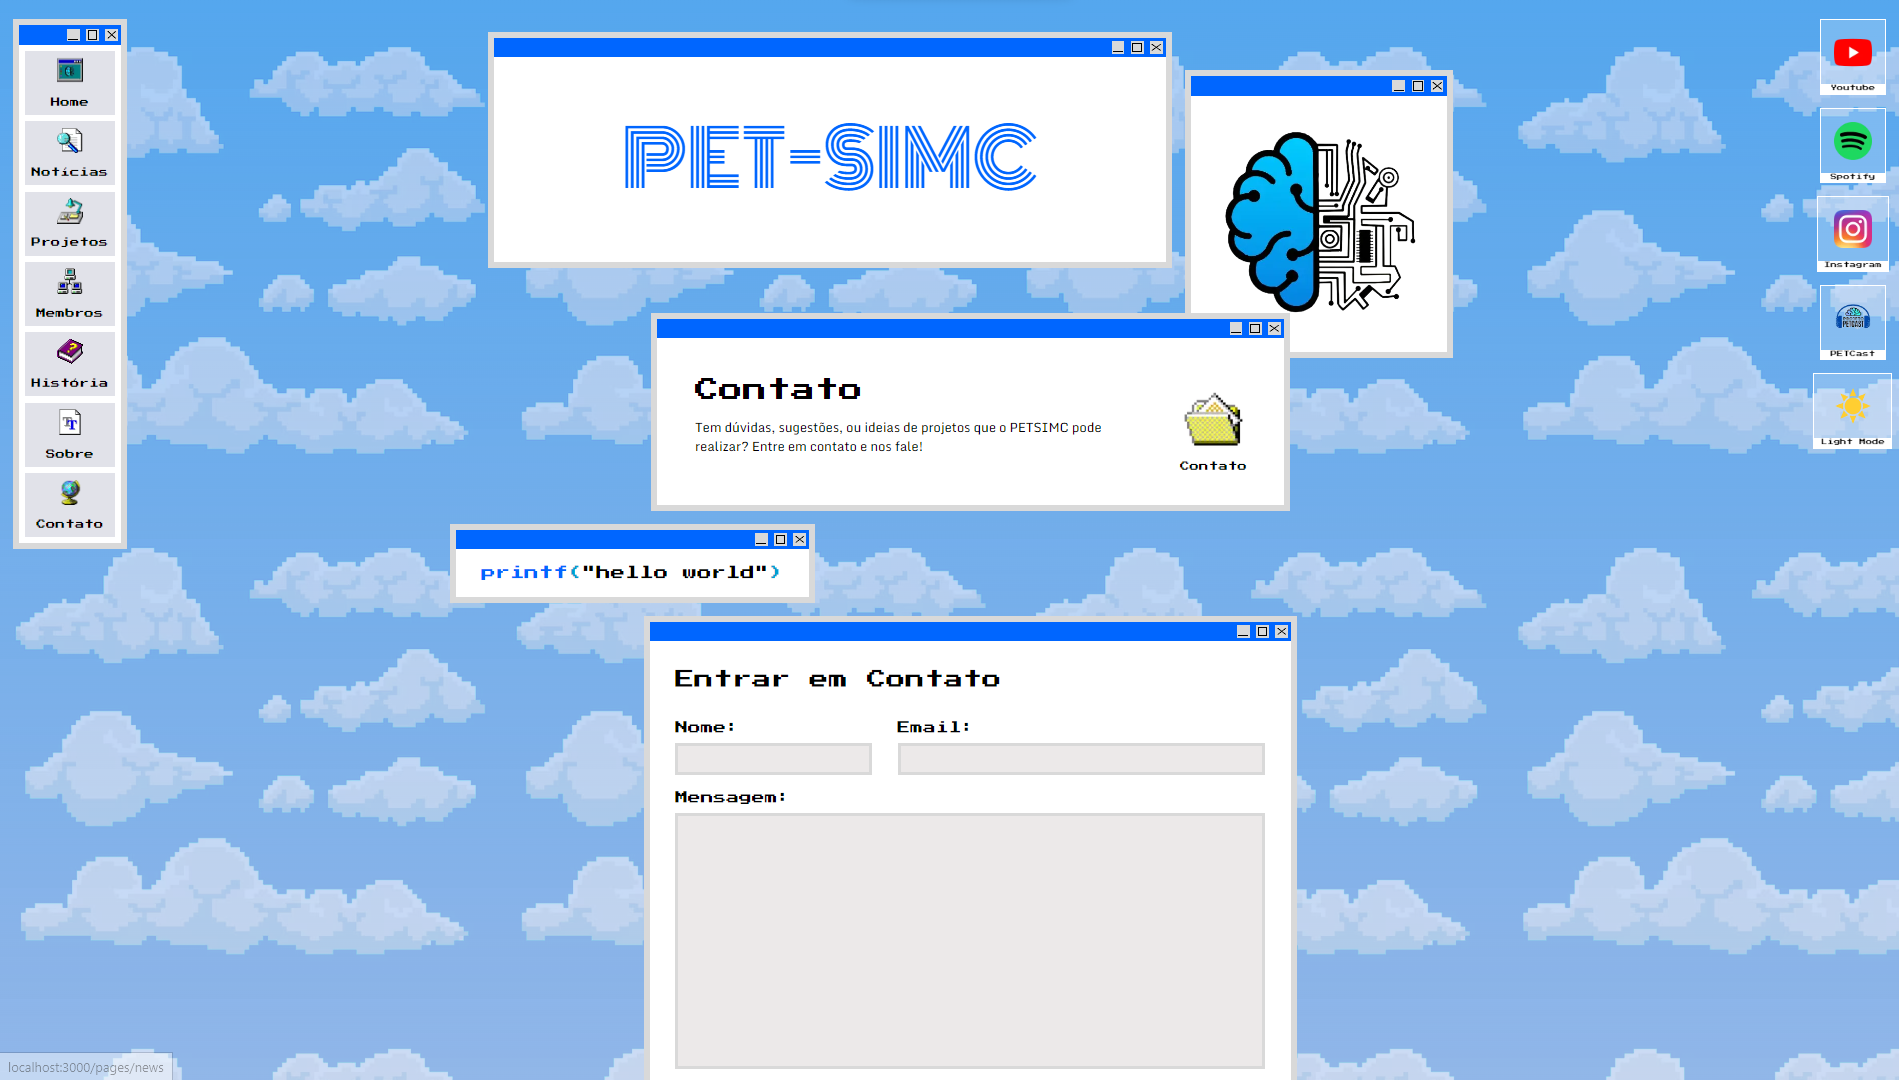 Home
Notícias
Projetos
Membros
História
Sobre
Contato
PET-SIMC
Contato
Tem dúvidas, sugestões, ou ideias de projetos que o PETSIMC pode
realizar? Entre em contato e nos fale!
Contato
printf("hello world")
Entrar em Contato
Nome:
Email:
Mensagem:
Youtube
Spotify
Instagram
PETCast
PETCast
Light Mode
localhost:3000/pages/news